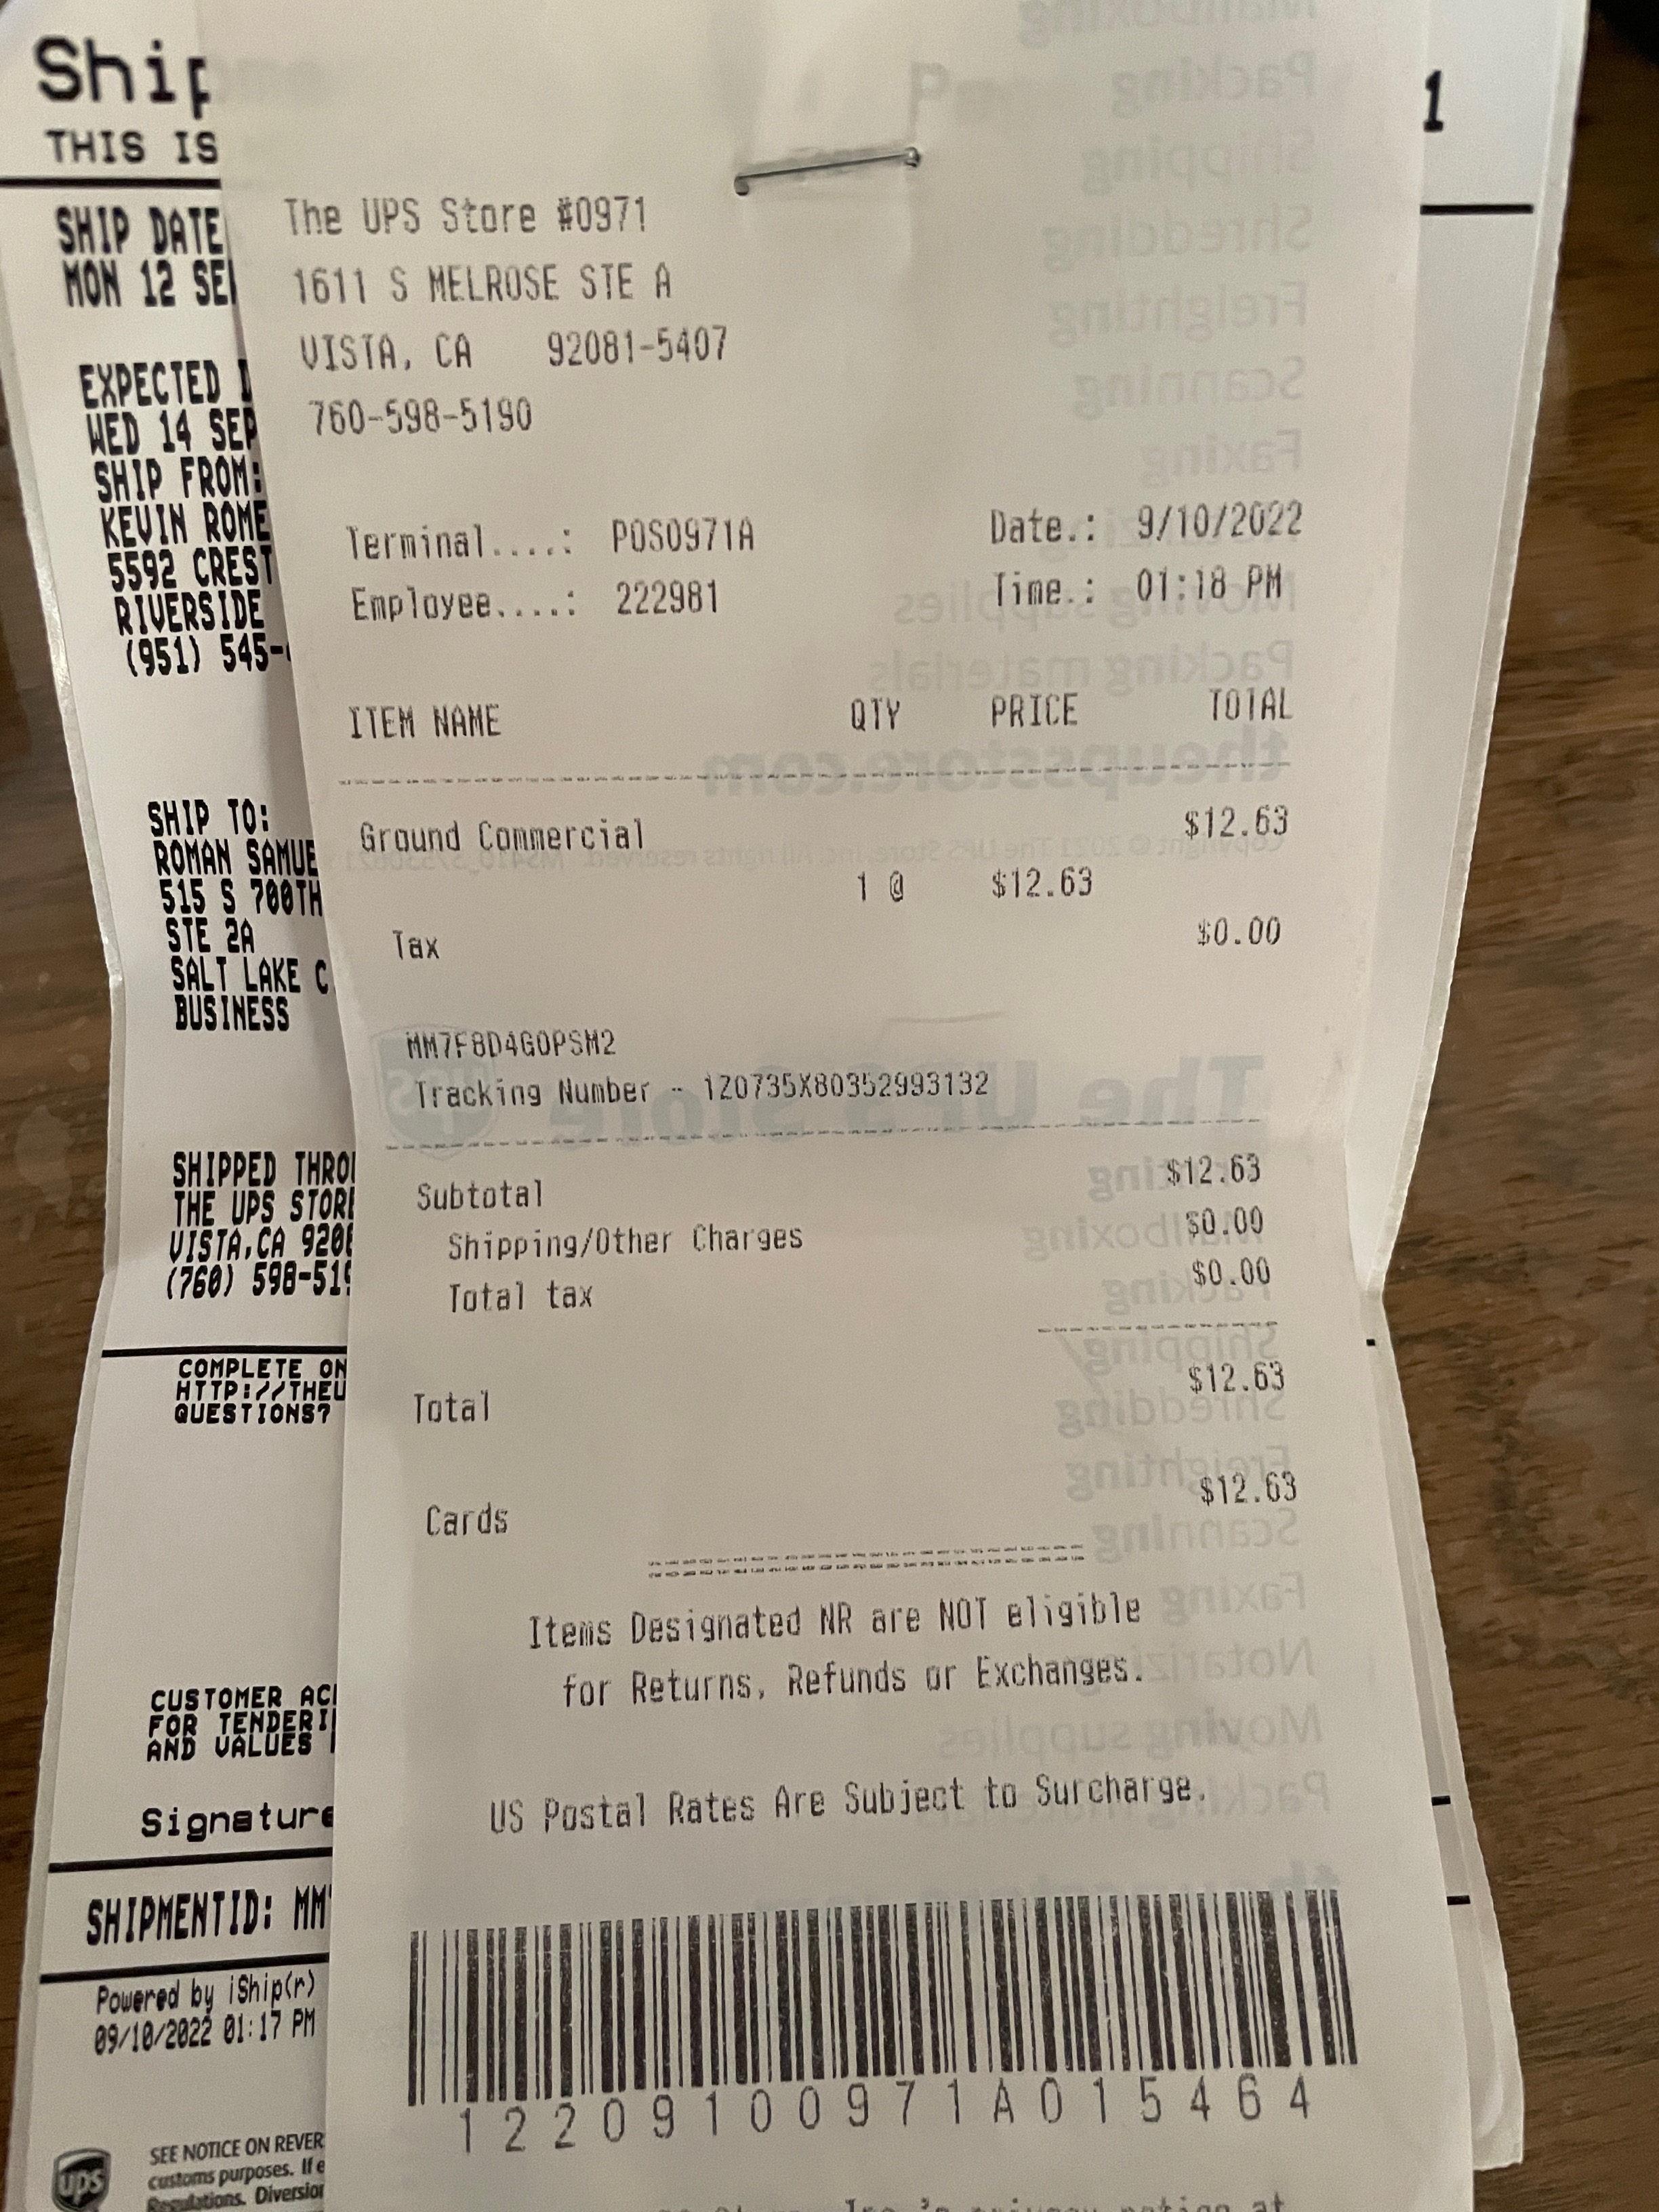 The UPS Store #0971
1611 S MELROSE STE A
VISTA, CA 92081-5407
760-598-5190
Terminal....: POS0971A Date.: 9/10/2022
Employee....: 222981 Time.: 01:18 PM
ITEM NAME QTY PRICE TOTAL
Ground Commercial $12.63
1 @ $12.63
Tax $0.00
MM7F8D4GOPSM2
Tracking Number - 1Z0735X80352993132
Subtotal $12.63
Shipping/Other Charges $0.00
Total tax $0.00
Total $12.63
Cards $12.63
Items Designated NR are NOT eligible
for Returns, Refunds or Exchanges.
US Postal Rates Are Subject to Surcharge.
12209100971A015464
Inc.'s privacy notice at
Ship
THIS IS
1
SHIP DATE
MON 12 SE
EXPECTED
WED 14 SEP
SHIP FROM:
KEVIN ROME
5592 CREST
RIVERSIDE
(951) 545-
SHIP TO:
ROMAN SAMUE
515 S 700TH
STE 2A
SALT LAKE C
BUSINESS
SHIPPED THRO
THE UPS STORE
VISTA,CA 920
(760) 598-519
COMPLETE ON
HTTP://THEU
QUESTIONS?
CUSTOMER AC
FOR TENDERI
AND VALUES
Signature
SHIPMENTID: MM
Powered by iShip(r)
09/10/2022 01:17 PM
ups
SEE NOTICE ON REVER
customs purposes. If e
Regulations. Diversion
Mailboxing
Packing
Shipping
Shredding
Freighting
Scanning
Faxing
Moving supplies
Packing materials
theupsstore.com
Copyright © 2021 The UPS Store, Inc. All rights reserved.
The UPS Store
Printing
Mailboxing
Packing
Shipping/
Shredding
Freighting
Scanning
Faxing
Notarizing
Moving supplies
Packing